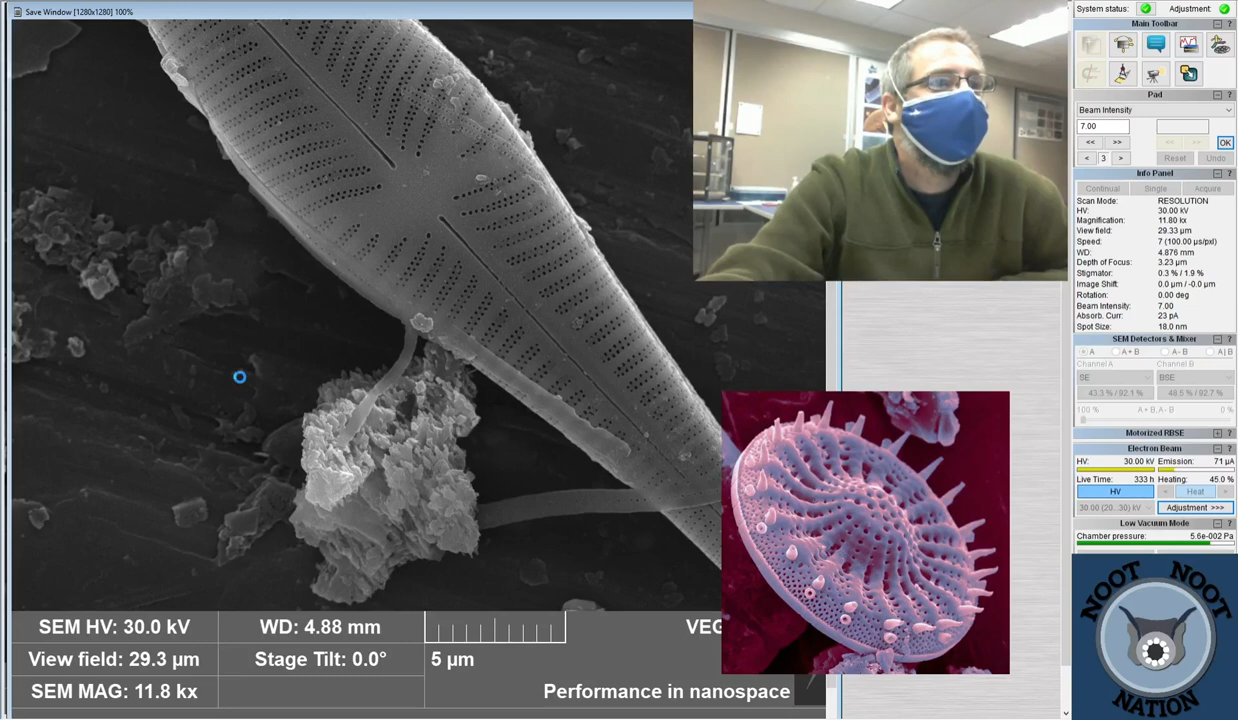 Save Window [1280x1280] 100%
SEM HV: 30.0 kV
WD: 4.88 mm
VEG
View field: 29.3 µm
Stage Tilt: 0.0°
5 µm
SEM MAG: 11.8 kx
Performance in nanospace
System status:
Adjustment:
Main Toolbar
Pad
Beam Intensity
7.00
<< >> << >> OK
< 3 > Reset Undo
Info Panel
Continual Single Acquire
Scan Mode: RESOLUTION
HV: 30.00 kV
Magnification: 11.80 kx
View field: 29.33 µm
Speed: 7 (100.00 µs/pxl)
WD: 4.876 mm
Depth of Focus: 3.23 µm
Stigmator: 0.3 % / 1.9 %
Image Shift: 0.0 µm / -0.0 µm
Rotation: 0.00 deg
Beam Intensity: 7.00
Absorb. Curr: 23 pA
Spot Size: 18.0 nm
SEM Detectors & Mixer
A A + B A - B A | B
Channel A Channel B
SE BSE
43.3 % / 92.1 % 48.5 % / 92.7 %
100 % A + B, A - B 0 %
Motorized RBSE
Electron Beam
HV: 30.00 kV Emission: 71 µA
Live Time: 333 h Heating: 45.0 %
HV < Heat >
30.00 (20...30) kV Adjustment >>>
Low Vacuum Mode
Chamber pressure: 5.6e-002 Pa
NOOT NOOT
NATION